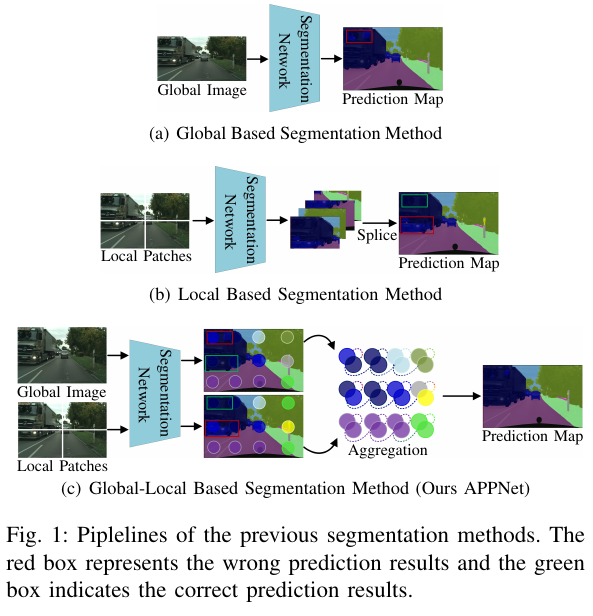 Segmentation
Network
Global Image
Prediction Map
(a) Global Based Segmentation Method
Segmentation
Network
Local Patches
Splice
Prediction Map
(b) Local Based Segmentation Method
Segmentation
Network
Global Image
Local Patches
Aggregation
Prediction Map
(c) Global-Local Based Segmentation Method (Ours APPNet)
Fig. 1: Piplelines of the previous segmentation methods. The
red box represents the wrong prediction results and the green
box indicates the correct prediction results.